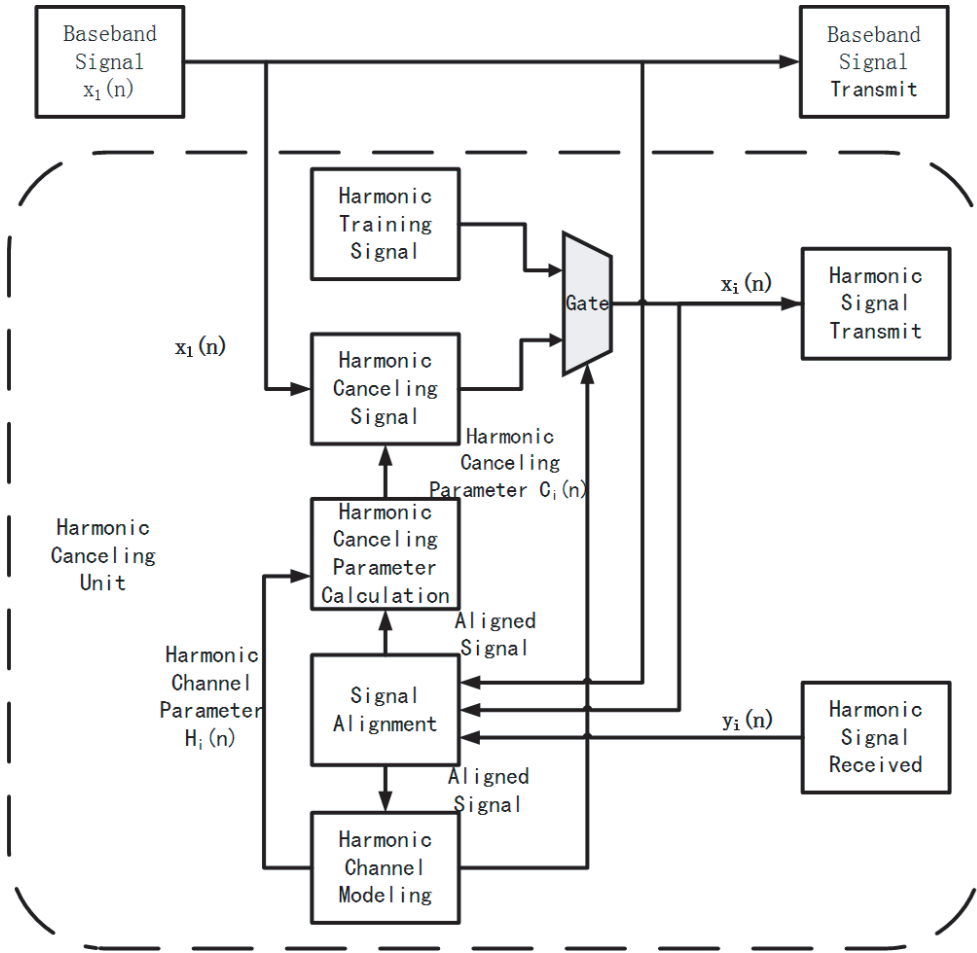 Baseband
Signal
x₁(n)
Baseband
Signal
Transmit
Harmonic
Training
Signal
Gate
xᵢ(n)
Harmonic
Signal
Transmit
x₁(n)
Harmonic
Canceling
Signal
Harmonic
Canceling
Parameter Cᵢ(n)
Harmonic
Canceling
Unit
Harmonic
Canceling
Parameter
Calculation
Aligned
Signal
Harmonic
Channel
Parameter
Hᵢ(n)
Signal
Alignment
yᵢ(n)
Harmonic
Signal
Received
Aligned
Signal
Harmonic
Channel
Modeling